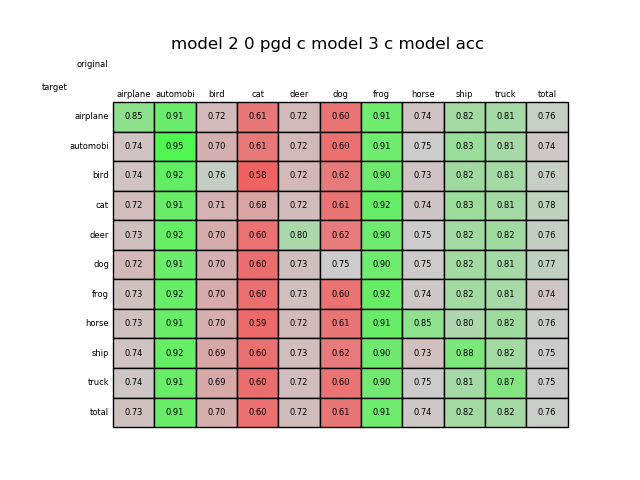 model 2 0 pgd c model 3 c model acc
original
target
airplane automobi bird cat deer dog frog horse ship truck total
airplane 0.85 0.91 0.72 0.61 0.72 0.60 0.91 0.74 0.82 0.81 0.76
automobi 0.74 0.95 0.70 0.61 0.72 0.60 0.91 0.75 0.83 0.81 0.74
bird 0.74 0.92 0.76 0.58 0.72 0.62 0.90 0.73 0.82 0.81 0.76
cat 0.72 0.91 0.71 0.68 0.72 0.61 0.92 0.74 0.83 0.81 0.78
deer 0.73 0.92 0.70 0.60 0.80 0.62 0.90 0.75 0.82 0.82 0.76
dog 0.72 0.91 0.70 0.60 0.73 0.75 0.90 0.75 0.82 0.81 0.77
frog 0.73 0.92 0.70 0.60 0.73 0.60 0.92 0.74 0.82 0.81 0.74
horse 0.73 0.91 0.70 0.59 0.72 0.61 0.91 0.85 0.80 0.82 0.76
ship 0.74 0.92 0.69 0.60 0.73 0.62 0.90 0.73 0.88 0.82 0.75
truck 0.74 0.91 0.69 0.60 0.72 0.60 0.90 0.75 0.81 0.87 0.75
total 0.73 0.91 0.70 0.60 0.72 0.61 0.91 0.74 0.82 0.82 0.76